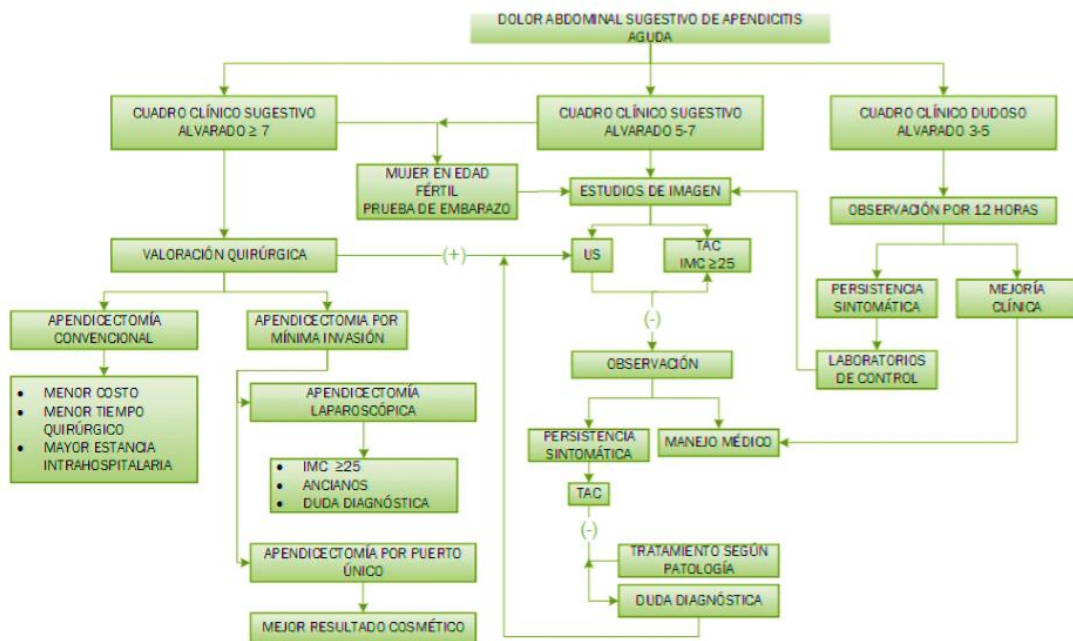 DOLOR ABDOMINAL SUGESTIVO DE APENDICITIS
AGUDA
CUADRO CLÍNICO SUGESTIVO
ALVARADO ≥ 7
CUADRO CLÍNICO SUGESTIVO
ALVARADO 5-7
CUADRO CLÍNICO DUDOSO
ALVARADO 3-5
MUJER EN EDAD
FÉRTIL
PRUEBA DE EMBARAZO
ESTUDIOS DE IMAGEN
OBSERVACIÓN POR 12 HORAS
VALORACIÓN QUIRÚRGICA
(+)
US
TAC
IMC ≥25
PERSISTENCIA
SINTOMÁTICA
MEJORÍA
CLÍNICA
APENDICECTOMÍA
CONVENCIONAL
APENDICECTOMIA POR
MÍNIMA INVASIÓN
(-)
OBSERVACIÓN
LABORATORIOS
DE CONTROL
• MENOR COSTO
• MENOR TIEMPO
QUIRÚRGICO
• MAYOR ESTANCIA
INTRAHOSPITALARIA
APENDICECTOMÍA
LAPAROSCÓPICA
PERSISTENCIA
SINTOMÁTICA
MANEJO MÉDICO
• IMC ≥25
• ANCIANOS
• DUDA DIAGNÓSTICA
TAC
(-)
APENDICECTOMÍA POR PUERTO
ÚNICO
TRATAMIENTO SEGÚN
PATOLOGÍA
DUDA DIAGNÓSTICA
MEJOR RESULTADO COSMÉTICO